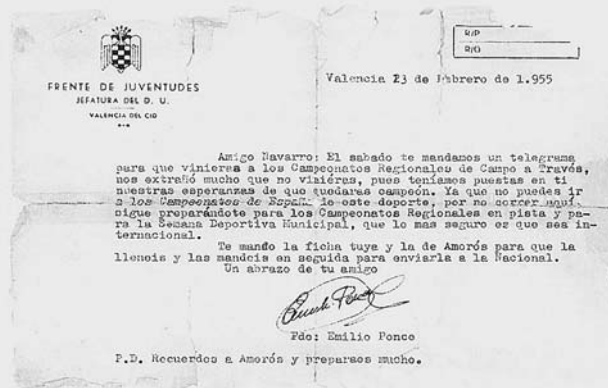 R/P
R/O
FRENTE DE JUVENTUDES
JEFATURA DEL D. U.
VALENCIA DEL CID
Valencia 23 de Febrero de 1.955
Amigo Navarro: El sabado te mandamos un telegrama
para que vinieras a los Campeonatos Regionales de Campo a Través,
nos extrañó mucho que no viniéras, pues teníamos puestas en ti
nuestras esperanzas de que quedaras campeón. Ya que no puedes ir
a los Campeonatos de España de este deporte, por no correr aquí,
sigue preparándote para los Campeonatos Regionales en pista y pa-
ra la Semana Deportiva Municipal, que lo mas seguro es que sea in-
ternacional.
Te mando la ficha tuya y la de Amorós para que la
lleneis y las mandeis en seguida para enviarla a la Nacional.
Un abrazo de tu amigo
Fdo: Emilio Ponce
P.D. Recuerdos a Amorós y preparaos mucho.